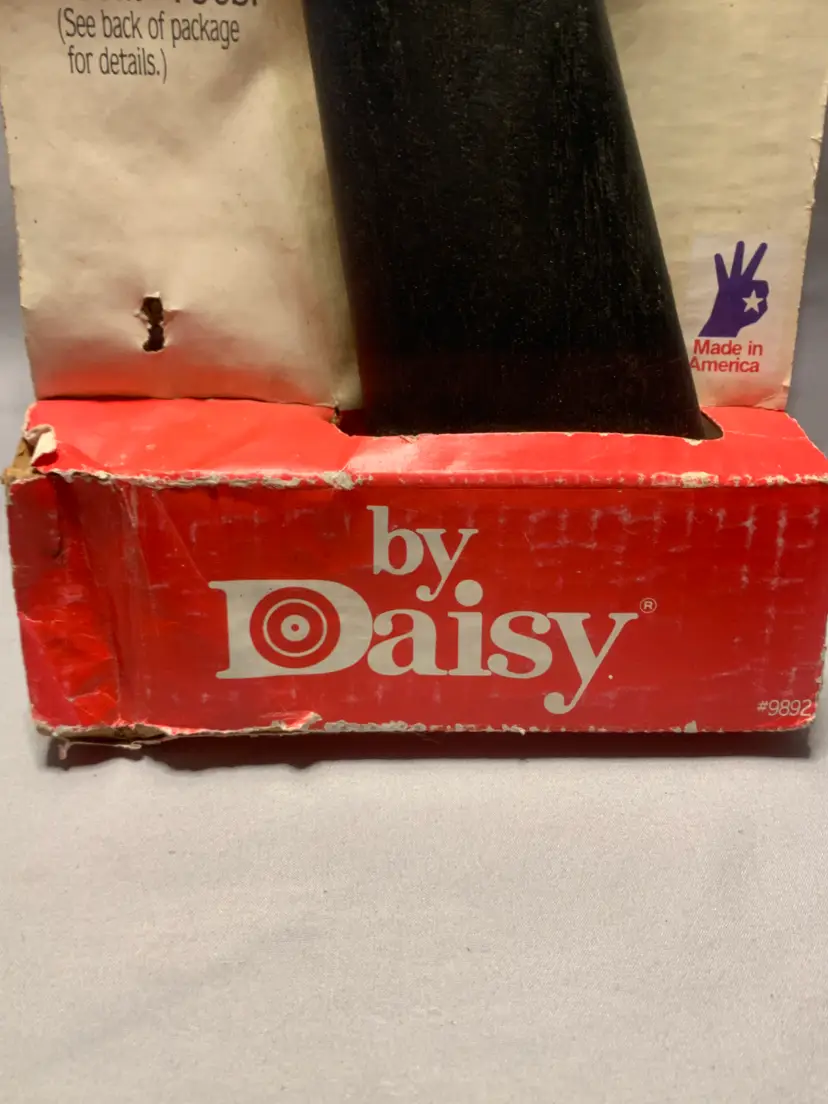 (See back of package
for details.)
Made in
America
by
Daisy®
#9892